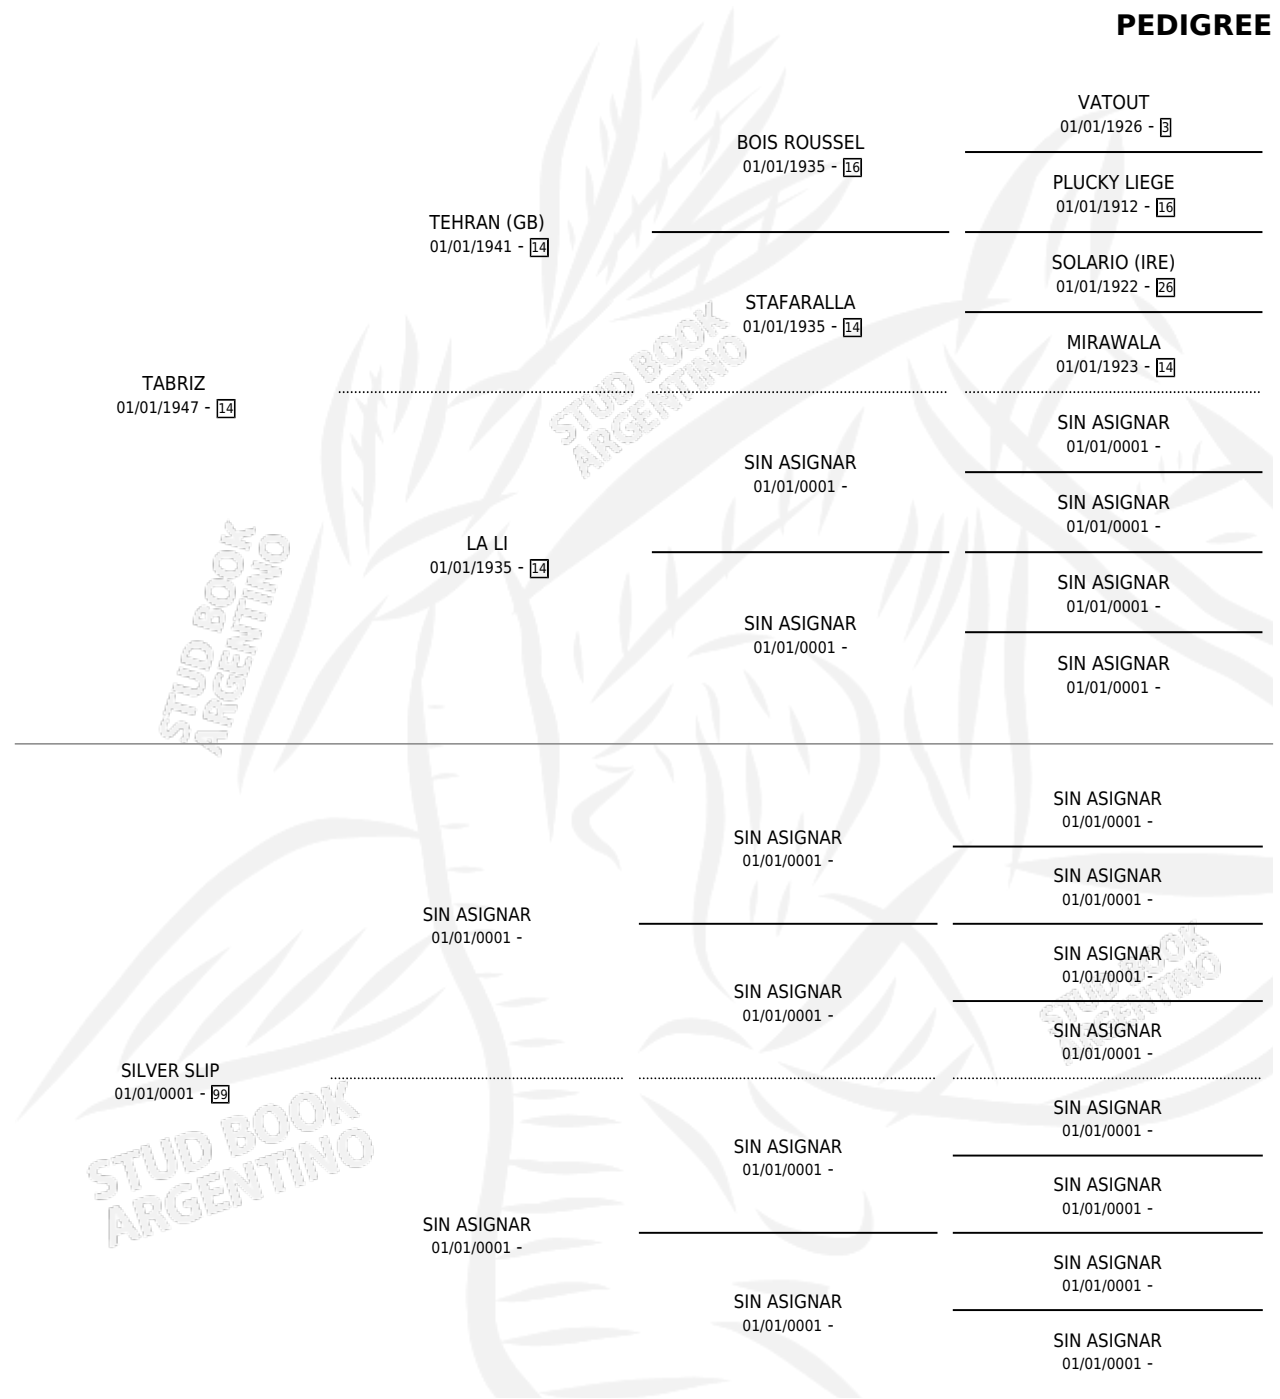 PEDIGREE
VATOUT
01/01/1926 - 3
BOIS ROUSSEL
01/01/1935 - 16
PLUCKY LIEGE
01/01/1912 - 16
TEHRAN (GB)
01/01/1941 - 14
SOLARIO (IRE)
01/01/1922 - 26
STAFARALLA
01/01/1935 - 14
MIRAWALA
01/01/1923 - 14
TABRIZ
01/01/1947 - 14
SIN ASIGNAR
01/01/0001 -
SIN ASIGNAR
01/01/0001 -
SIN ASIGNAR
01/01/0001 -
LA LI
01/01/1935 - 14
SIN ASIGNAR
01/01/0001 -
SIN ASIGNAR
01/01/0001 -
SIN ASIGNAR
01/01/0001 -
STUD BOOK
ARGENTINO
STUD BOOK
ARGENTINO
SIN ASIGNAR
01/01/0001 -
SIN ASIGNAR
01/01/0001 -
SIN ASIGNAR
01/01/0001 -
SIN ASIGNAR
01/01/0001 -
SIN ASIGNAR
01/01/0001 -
SIN ASIGNAR
01/01/0001 -
SIN ASIGNAR
01/01/0001 -
STUD BOOK
ARGENTINO
SILVER SLIP
01/01/0001 - 99
SIN ASIGNAR
01/01/0001 -
SIN ASIGNAR
01/01/0001 -
SIN ASIGNAR
01/01/0001 -
SIN ASIGNAR
01/01/0001 -
SIN ASIGNAR
01/01/0001 -
SIN ASIGNAR
01/01/0001 -
SIN ASIGNAR
01/01/0001 -
STUD BOOK
ARGENTINO